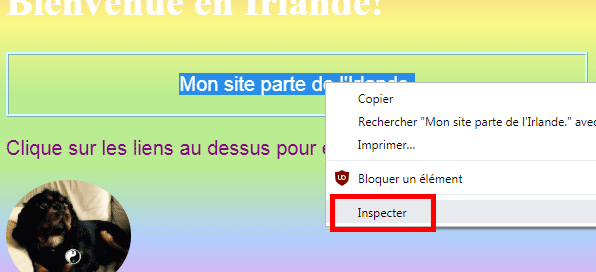 Bienvenue en Irlande!
Mon site parte de l'Irlande.
Clique sur les liens au dessus pour
Copier
Rechercher "Mon site parte de l'Irlande." avec
Imprimer...
Bloquer un élément
Inspecter